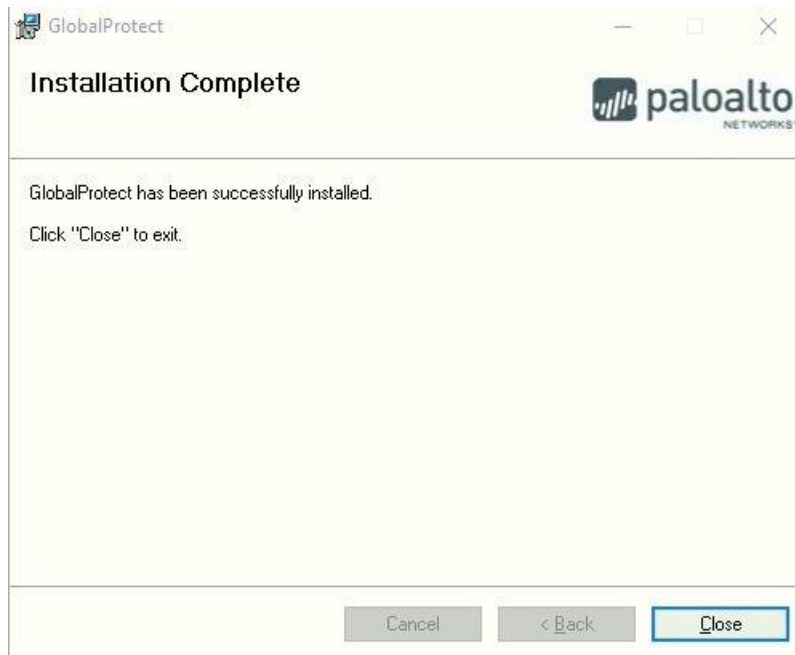 GlobalProtect
Installation Complete
paloalto
NETWORKS
GlobalProtect has been successfully installed.
Click "Close" to exit.
Cancel
< Back
Close